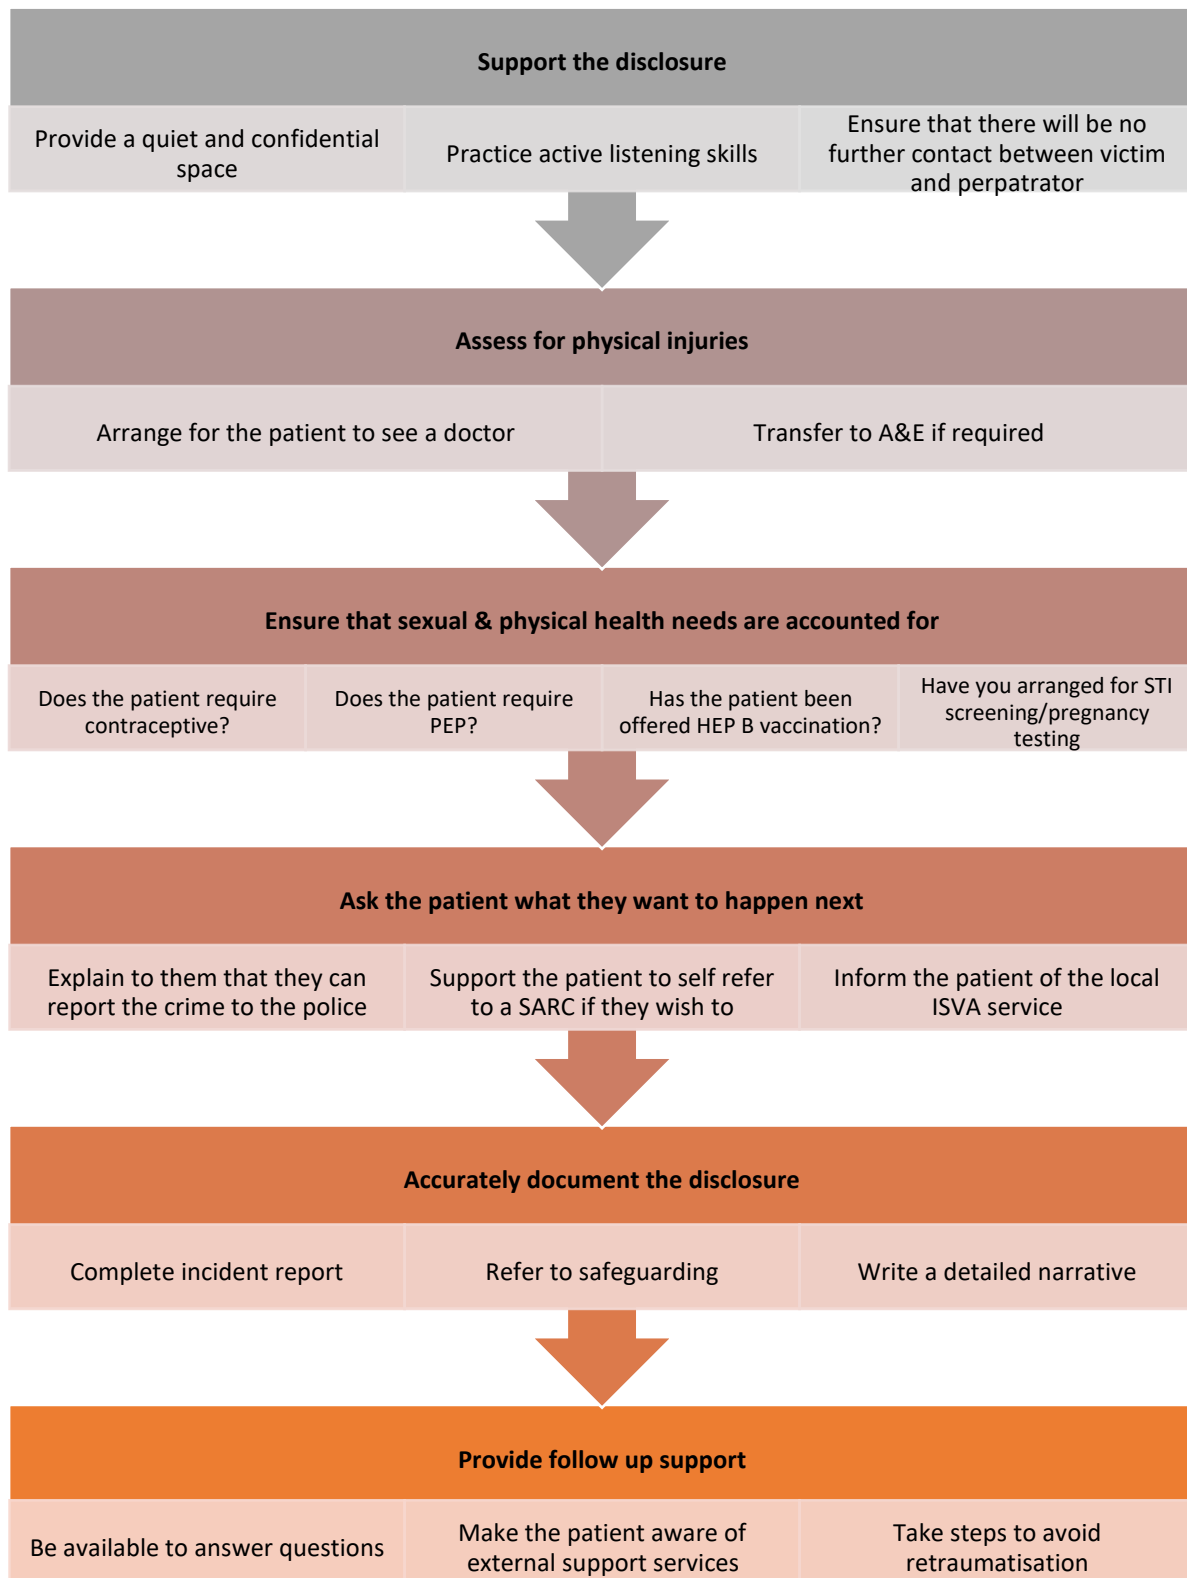 Support the disclosure
Provide a quiet and confidential
space
Practice active listening skills
Ensure that there will be no
further contact between victim
and perpatrator
Assess for physical injuries
Arrange for the patient to see a doctor
Transfer to A&E if required
Ensure that sexual & physical health needs are accounted for
Does the patient require
contraceptive?
Does the patient require
PEP?
Has the patient been
offered HEP B vaccination?
Have you arranged for STI
screening/pregnancy
testing
Ask the patient what they want to happen next
Explain to them that they can
report the crime to the police
Support the patient to self refer
to a SARC if they wish to
Inform the patient of the local
ISVA service
Accurately document the disclosure
Complete incident report
Refer to safeguarding
Write a detailed narrative
Provide follow up support
Be available to answer questions
Make the patient aware of
external support services
Take steps to avoid
retraumatisation